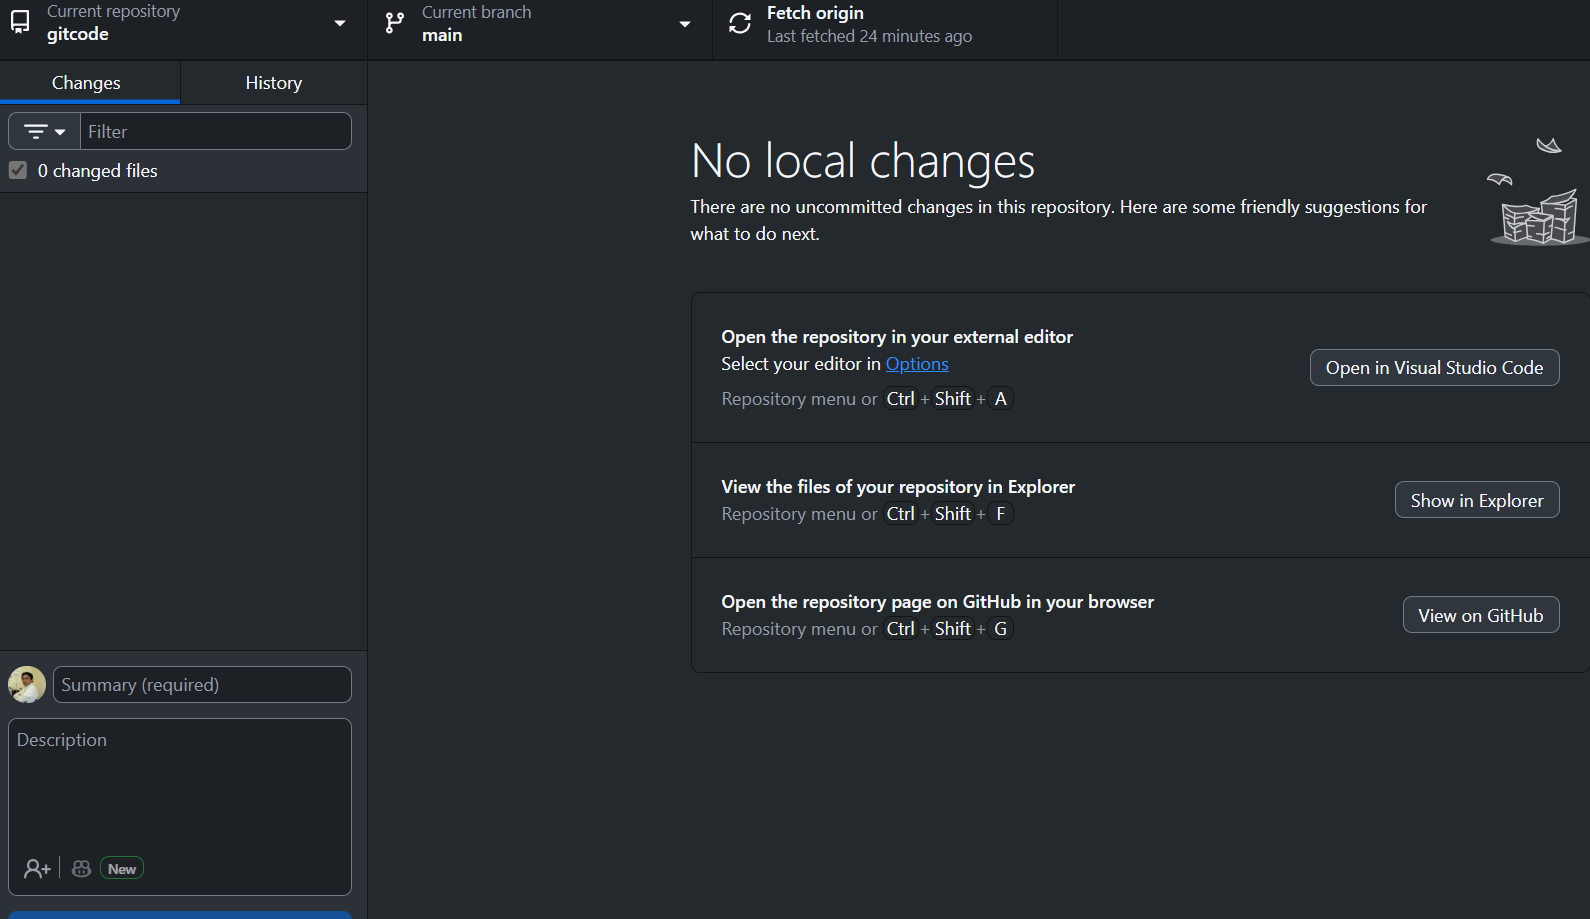 Current repository
gitcode
Current branch
main
Fetch origin
Last fetched 24 minutes ago
Changes
History
Filter
0 changed files
No local changes
There are no uncommitted changes in this repository. Here are some friendly suggestions for
what to do next.
Open the repository in your external editor
Select your editor in Options
Repository menu or Ctrl + Shift + A
Open in Visual Studio Code
View the files of your repository in Explorer
Repository menu or Ctrl + Shift + F
Show in Explorer
Open the repository page on GitHub in your browser
Repository menu or Ctrl + Shift + G
View on GitHub
Summary (required)
Description
New